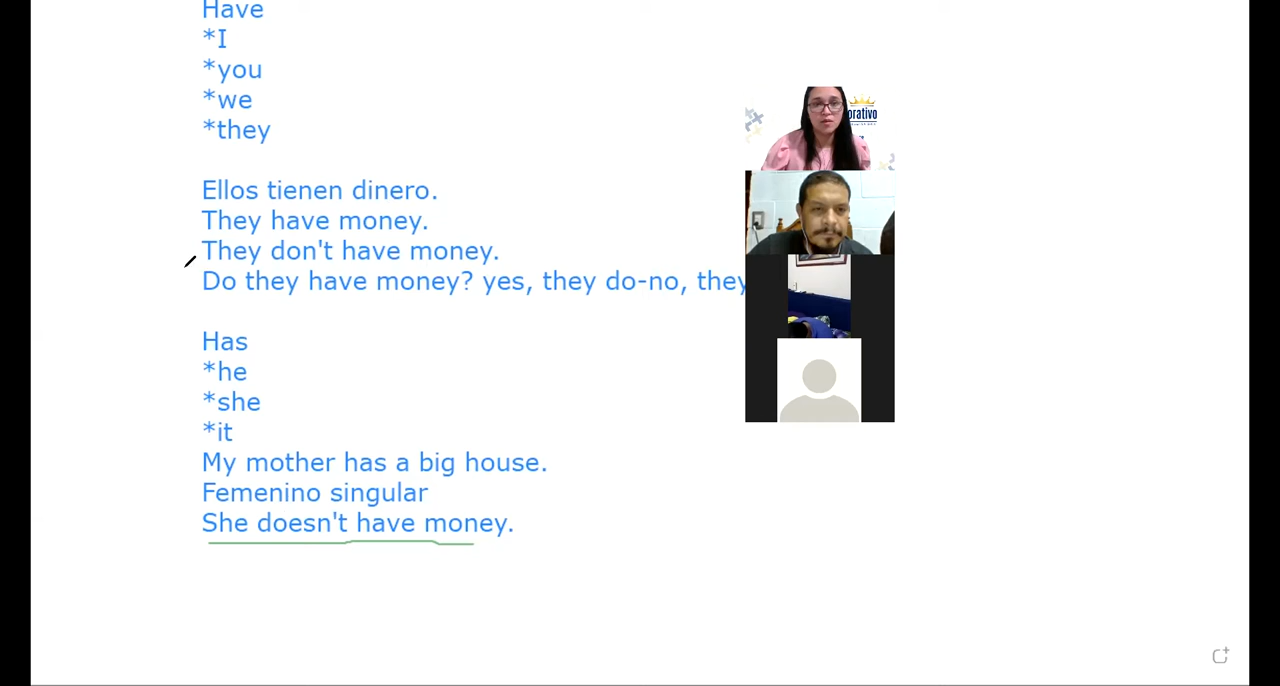 Have
*I
*you
*we
*they
Ellos tienen dinero.
They have money.
They don't have money.
Do they have money? yes, they do-no, they
Has
*he
*she
*it
My mother has a big house.
Femenino singular
She doesn't have money.
orativo